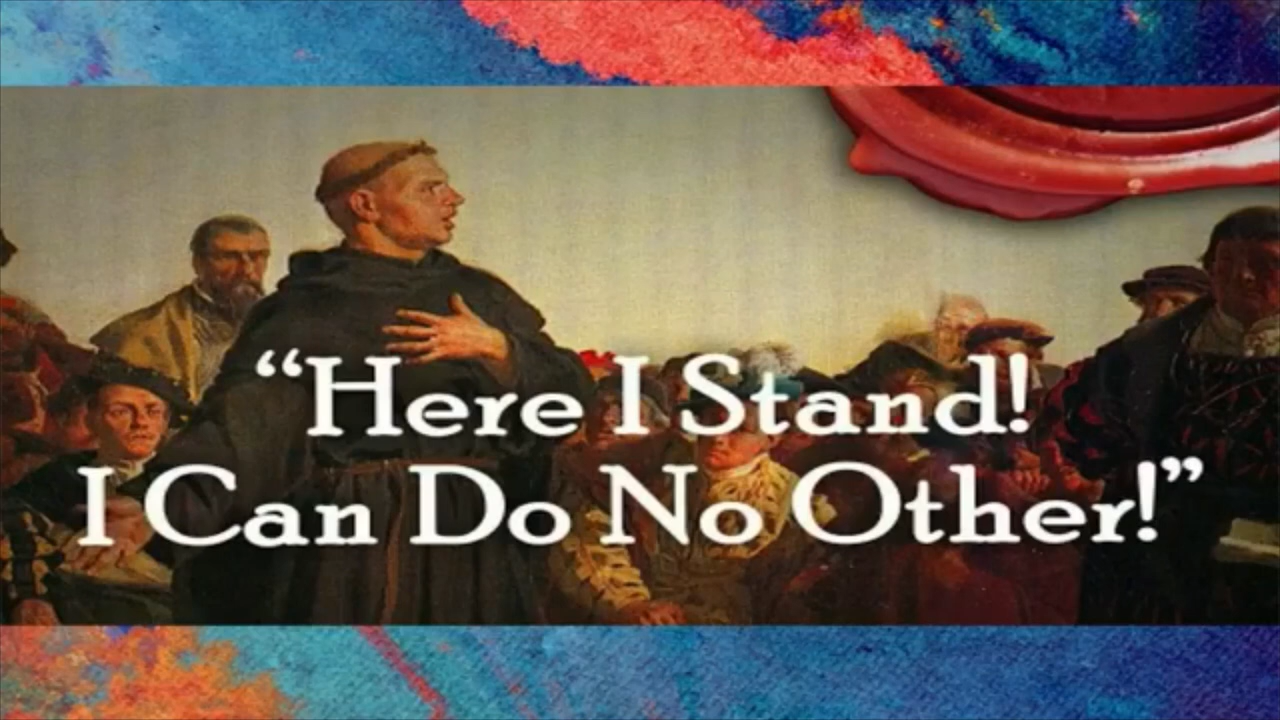 “Here I Stand!
I Can Do No Other!”